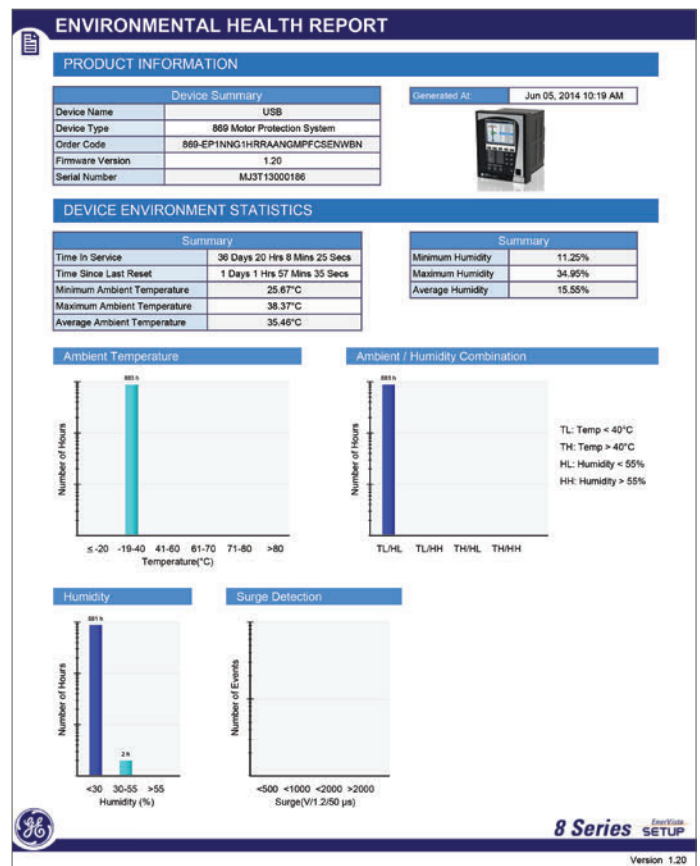 ENVIRONMENTAL HEALTH REPORT
PRODUCT INFORMATION
Device Summary
Device Name USB
Device Type 869 Motor Protection System
Order Code 869-EP1NNG1HRRAANGMPFCSENWBN
Firmware Version 1.20
Serial Number MJ3T13000186
Generated At: Jun 05, 2014 10:19 AM
DEVICE ENVIRONMENT STATISTICS
Summary
Time In Service 36 Days 20 Hrs 8 Mins 25 Secs
Time Since Last Reset 1 Days 1 Hrs 57 Mins 35 Secs
Minimum Ambient Temperature 25.67°C
Maximum Ambient Temperature 38.37°C
Average Ambient Temperature 35.46°C
Summary
Minimum Humidity 11.25%
Maximum Humidity 34.95%
Average Humidity 15.55%
Ambient Temperature
883 h
Number of Hours
≤ -20 -19-40 41-60 61-70 71-80 >80
Temperature(°C)
Ambient / Humidity Combination
883 h
Number of Hours
TL/HL TL/HH TH/HL TH/HH
TL: Temp < 40°C
TH: Temp > 40°C
HL: Humidity < 55%
HH: Humidity > 55%
Humidity
881 h
2 h
Number of Hours
<30 30-55 >55
Humidity (%)
Surge Detection
Number of Events
<500 <1000 <2000 >2000
Surge(V/1.2/50 µs)
GE
8 Series EnerVista SETUP
Version 1.20